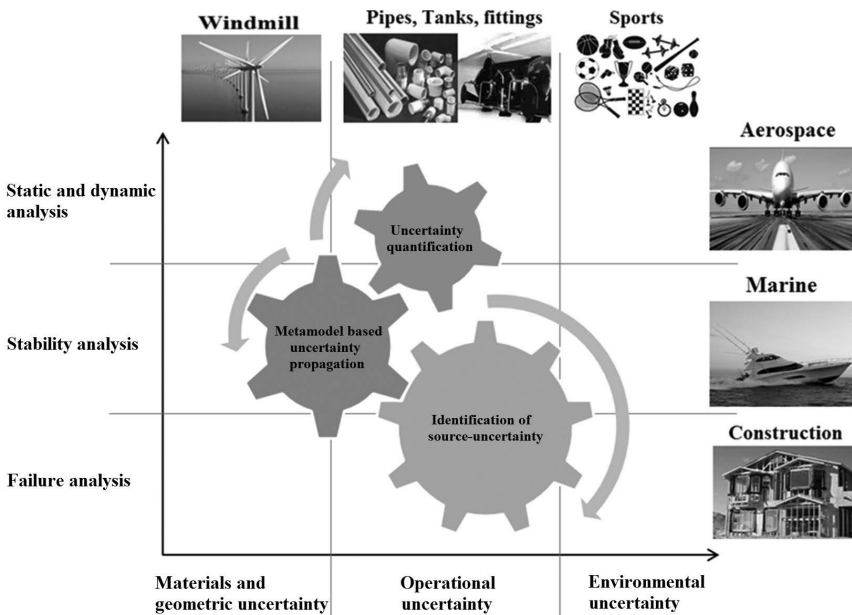 Windmill
Pipes, Tanks, fittings
Sports
Aerospace
Static and dynamic
analysis
Uncertainty
quantification
Marine
Stability analysis
Metamodel based
uncertainty
propagation
Identification of
source-uncertainty
Construction
Failure analysis
Materials and
geometric uncertainty
Operational
uncertainty
Environmental
uncertainty